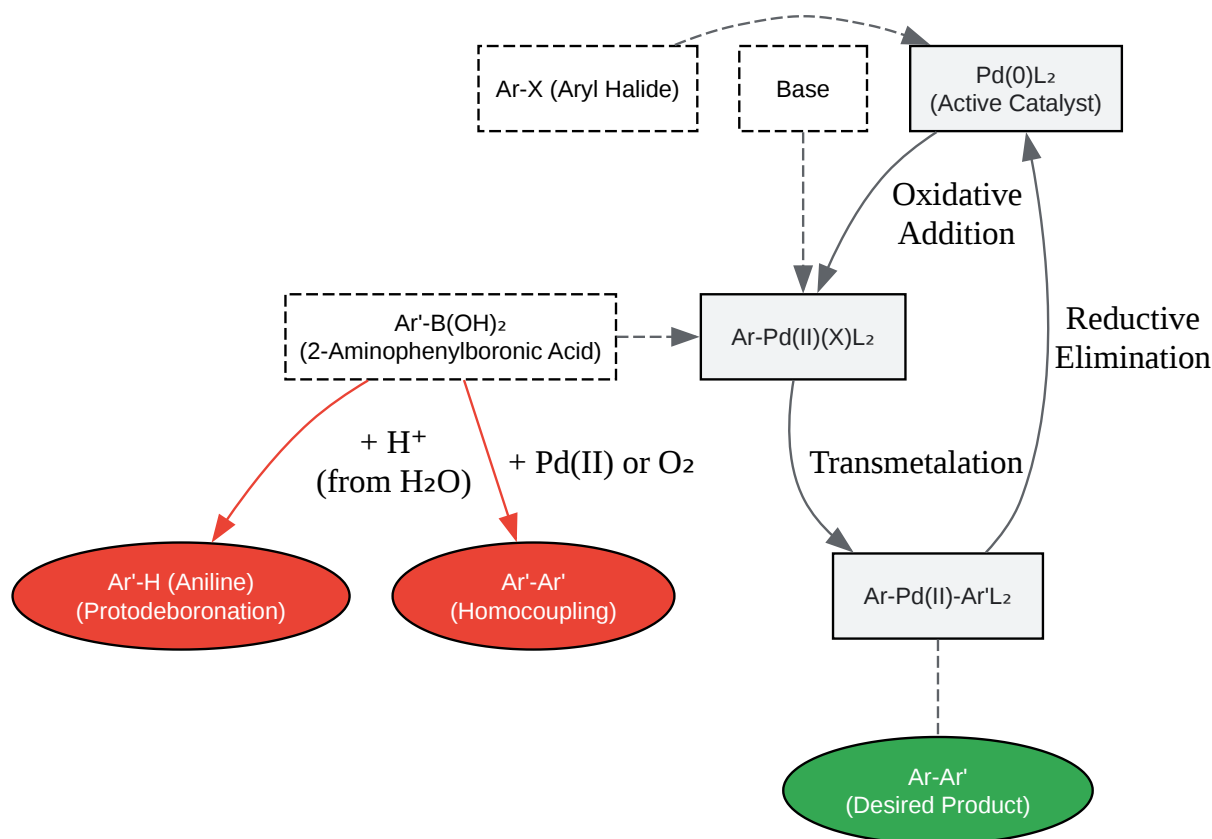 Ar-X (Aryl Halide)
Base
Pd(0)L₂
(Active Catalyst)
Oxidative
Addition
Ar'-B(OH)₂
(2-Aminophenylboronic Acid)
Ar-Pd(II)(X)L₂
Reductive
Elimination
+ H⁺
(from H₂O)
+ Pd(II) or O₂
Transmetalation
Ar'-H (Aniline)
(Protodeboronation)
Ar'-Ar'
(Homocoupling)
Ar-Pd(II)-Ar'L₂
Ar-Ar'
(Desired Product)